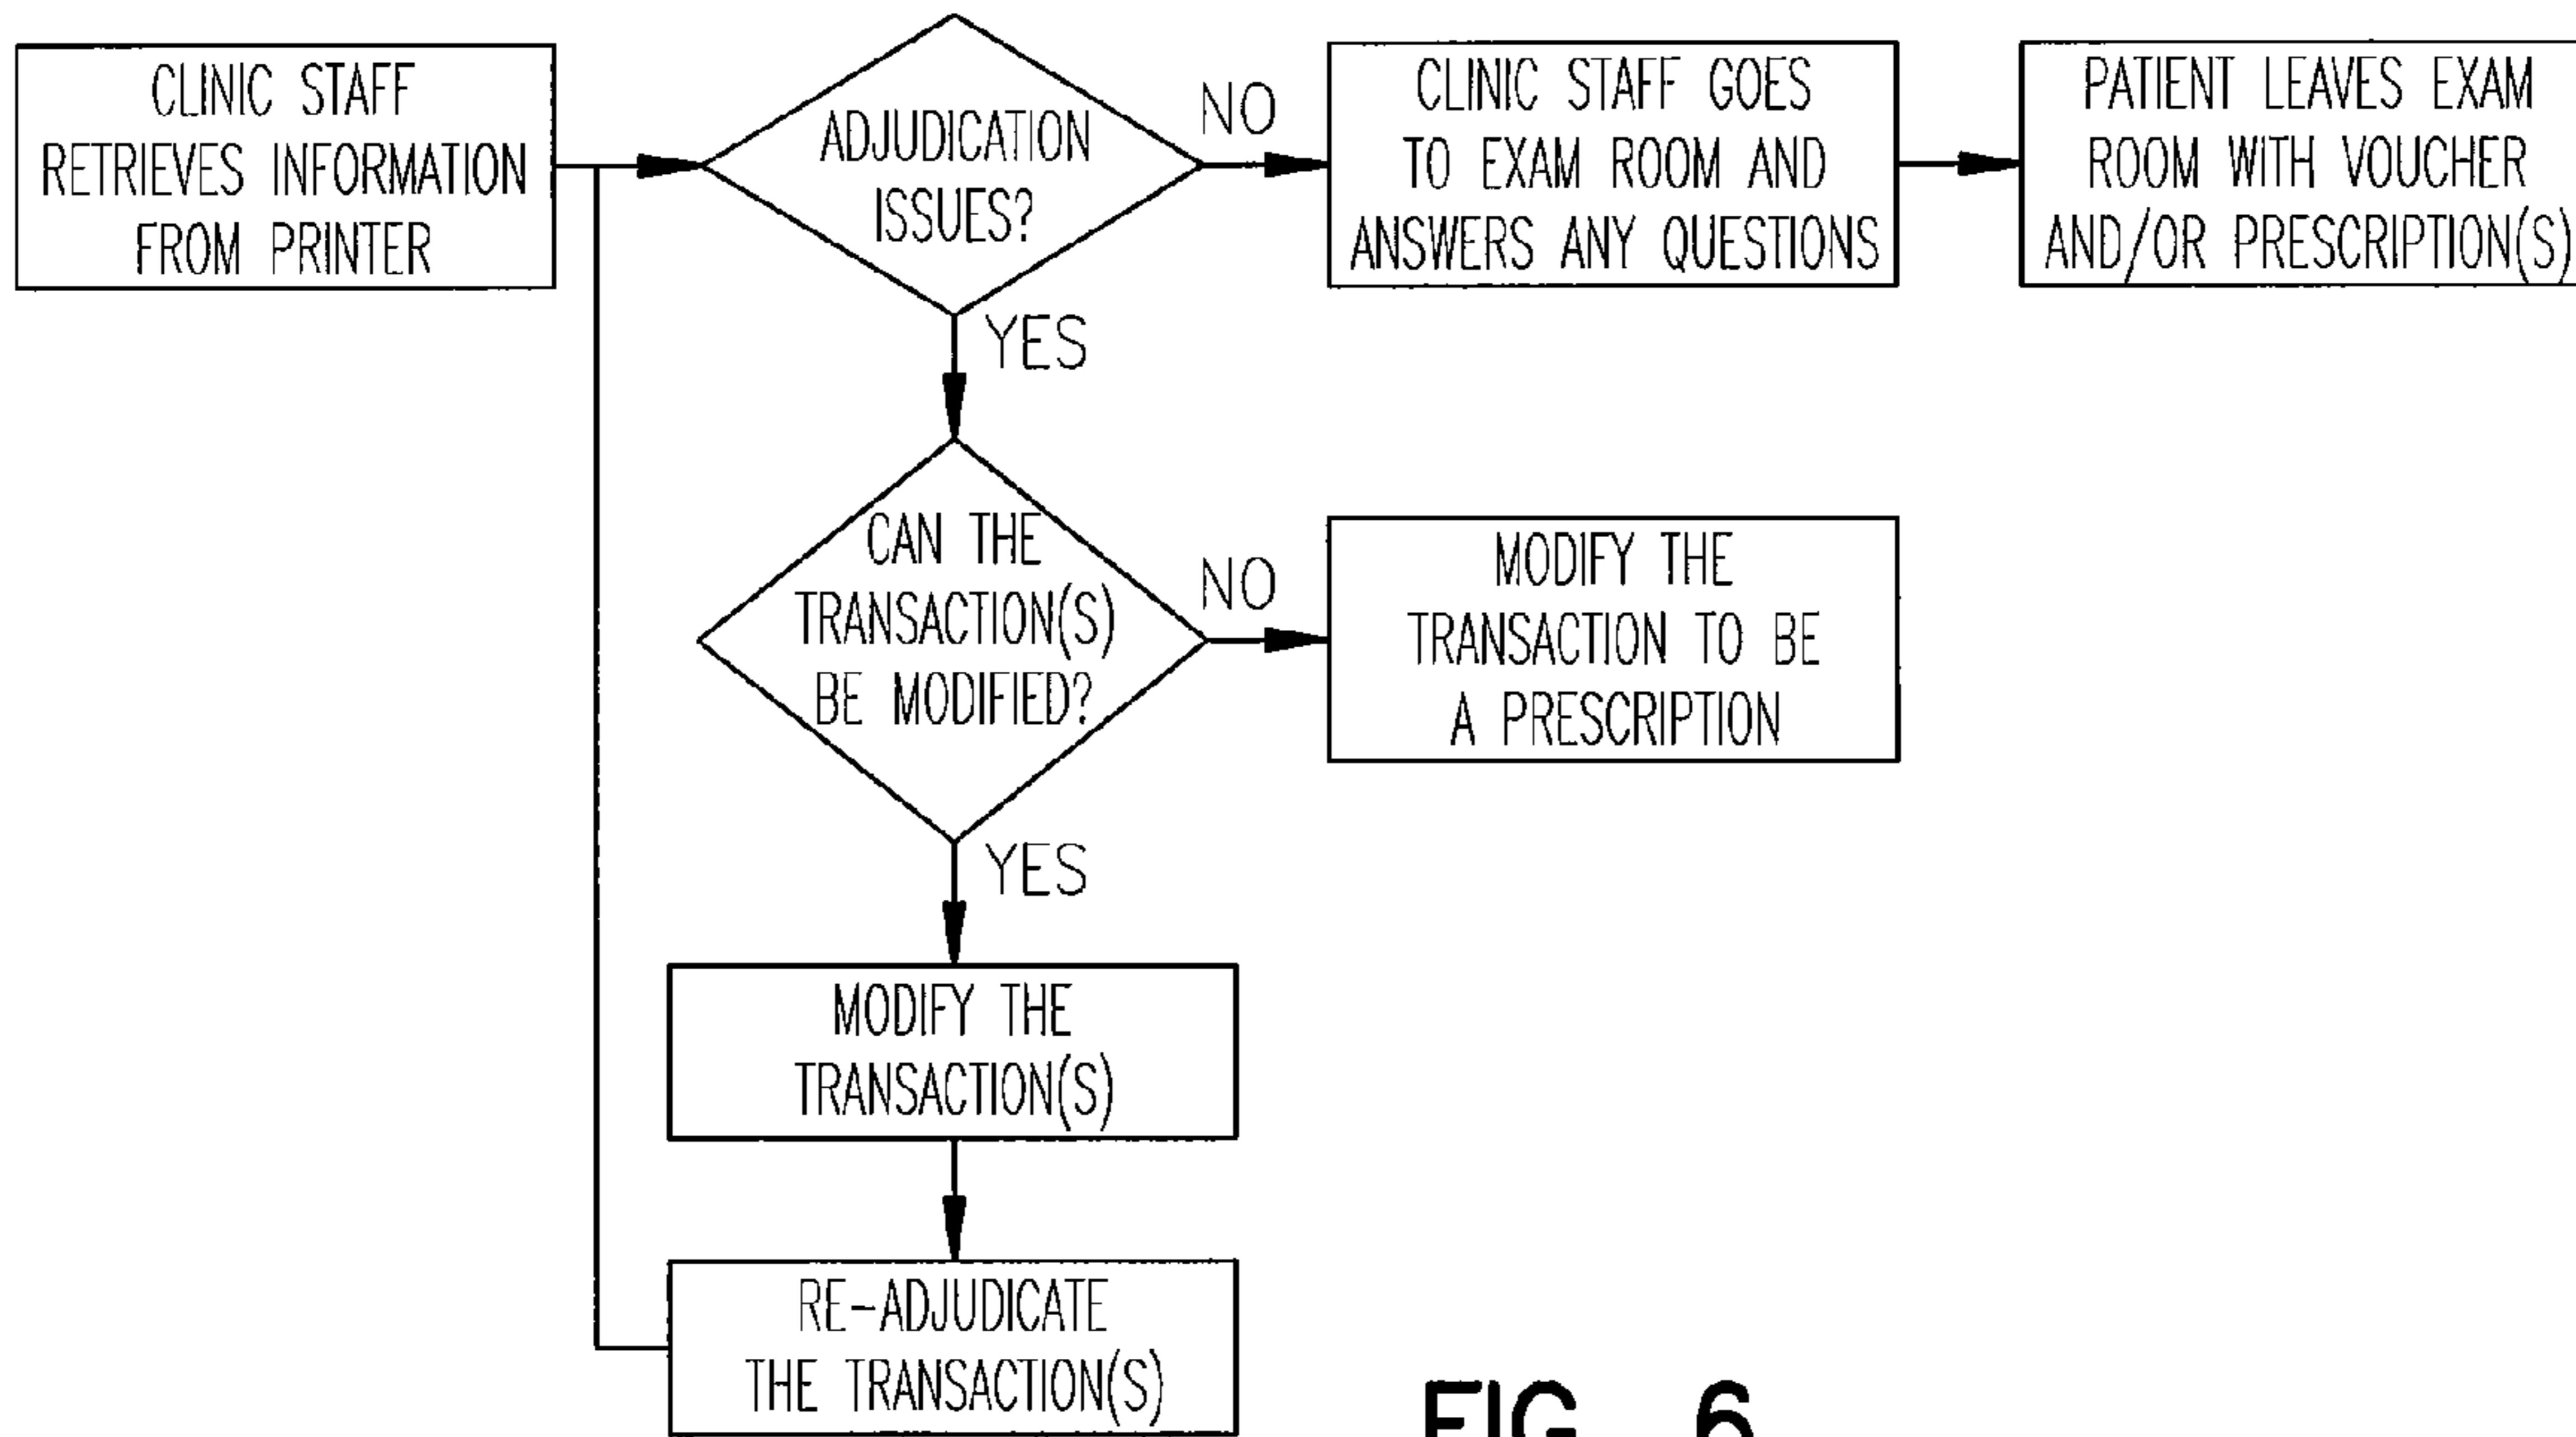 CLINIC STAFF
RETRIEVES INFORMATION
FROM PRINTER
ADJUDICATION
ISSUES?
NO
CLINIC STAFF GOES
TO EXAM ROOM AND
ANSWERS ANY QUESTIONS
PATIENT LEAVES EXAM
ROOM WITH VOUCHER
AND/OR PRESCRIPTION(S)
YES
CAN THE
TRANSACTION(S)
BE MODIFIED?
NO
MODIFY THE
TRANSACTION TO BE
A PRESCRIPTION
YES
MODIFY THE
TRANSACTION(S)
RE-ADJUDICATE
THE TRANSACTION(S)
FIG. 6